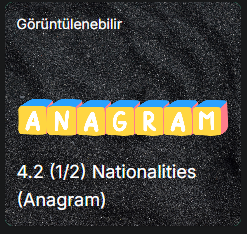 Görüntülenebilir
ANAGRAM
4.2 (1/2) Nationalities
(Anagram)